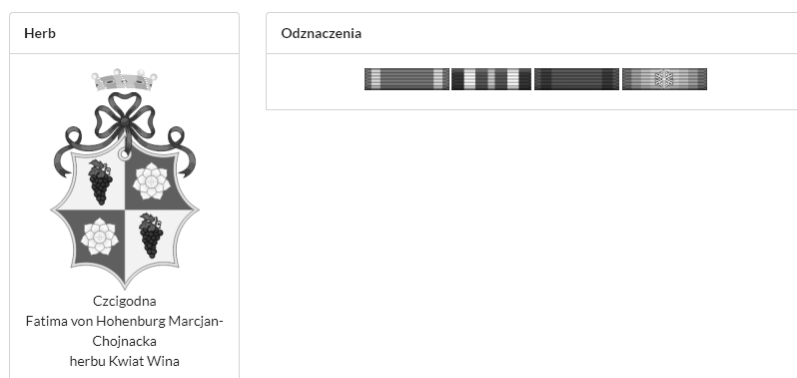 Herb
Odznaczenia
Czcigodna
Fatima von Hohenburg Marcjan-
Chojnacka
herbu Kwiat Wina